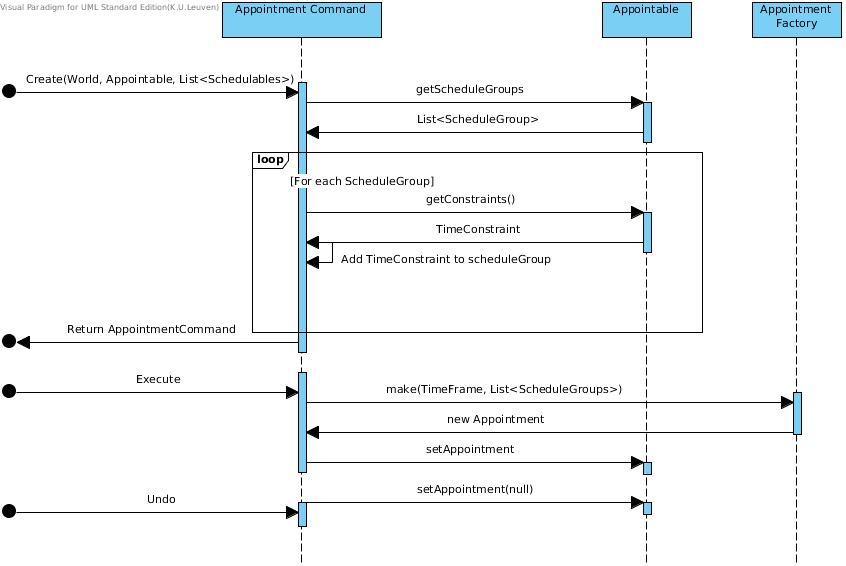 Visual Paradigm for UML Standard Edition(K.U.Leuven)
Appointment Command
Appointable
Appointment
Factory
Create(World, Appointable, List<Schedulables>)
getScheduleGroups
List<ScheduleGroup>
loop
[For each ScheduleGroup]
getConstraints()
TimeConstraint
Add TimeConstraint to scheduleGroup
Return AppointmentCommand
Execute
make(TimeFrame, List<ScheduleGroups>)
new Appointment
setAppointment
setAppointment(null)
Undo